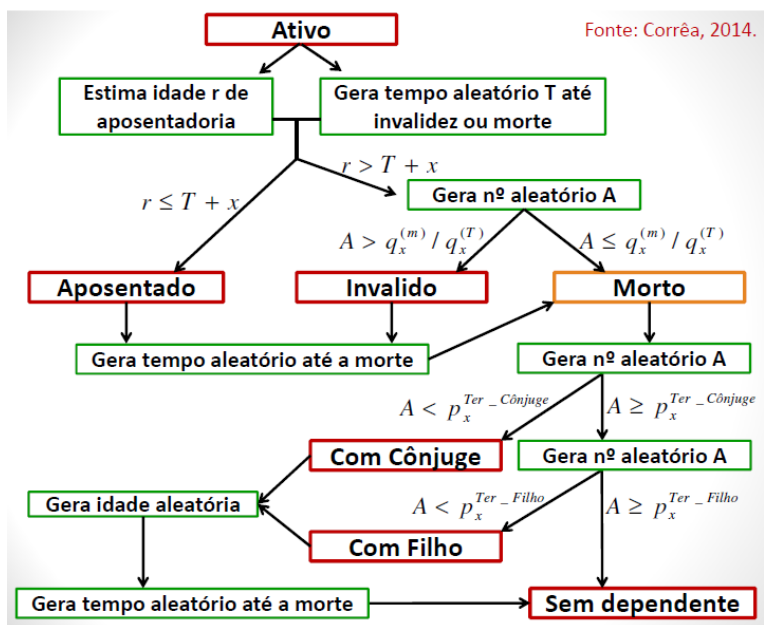 Ativo
Fonte: Corrêa, 2014.
Estima idade r de
aposentadoria
Gera tempo aleatório T até
invalidez ou morte
r > T + x
r ≤ T + x
Gera nº aleatório A
A > q_x^{(m)} / q_x^{(T)}
A ≤ q_x^{(m)} / q_x^{(T)}
Aposentado
Invalido
Morto
Gera tempo aleatório até a morte
Gera nº aleatório A
A < p_x^{Ter_Cônjuge}
A ≥ p_x^{Ter_Cônjuge}
Com Cônjuge
Gera nº aleatório A
Gera idade aleatória
A < p_x^{Ter_Filho}
A ≥ p_x^{Ter_Filho}
Com Filho
Gera tempo aleatório até a morte
Sem dependente